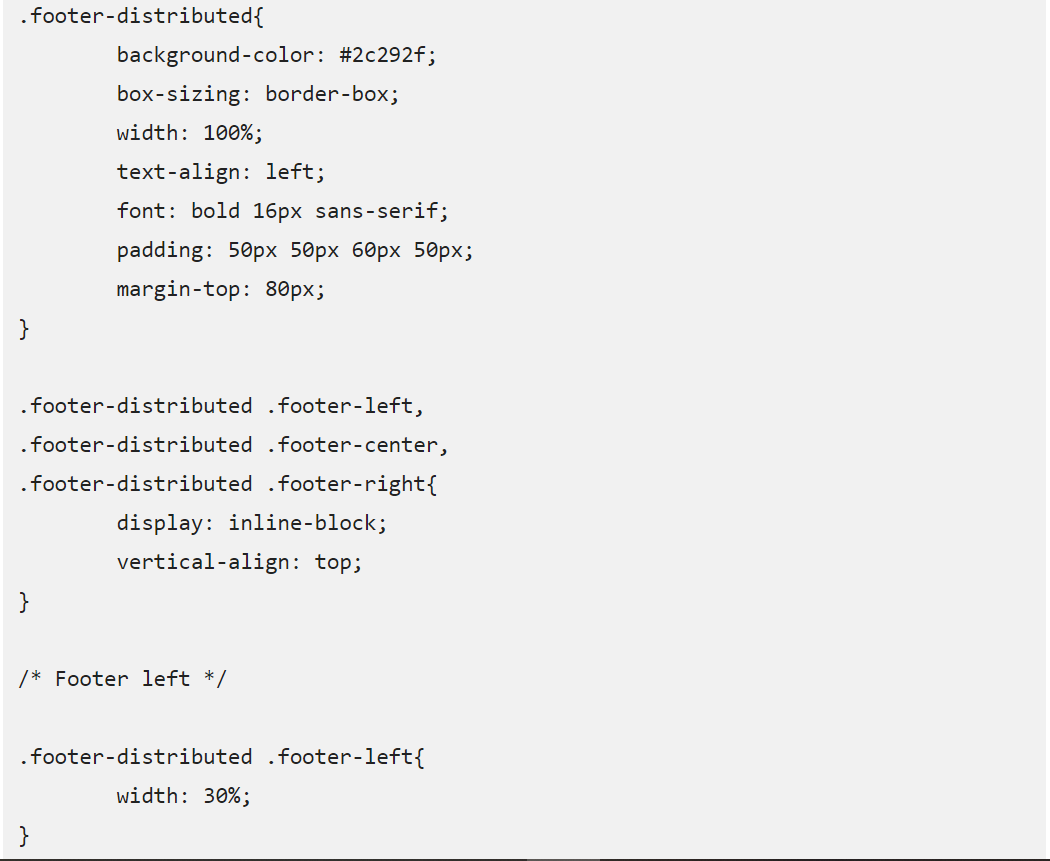 .footer-distributed{
        background-color: #2c292f;
        box-sizing: border-box;
        width: 100%;
        text-align: left;
        font: bold 16px sans-serif;
        padding: 50px 50px 60px 50px;
        margin-top: 80px;
}

.footer-distributed .footer-left,
.footer-distributed .footer-center,
.footer-distributed .footer-right{
        display: inline-block;
        vertical-align: top;
}

/* Footer left */

.footer-distributed .footer-left{
        width: 30%;
}